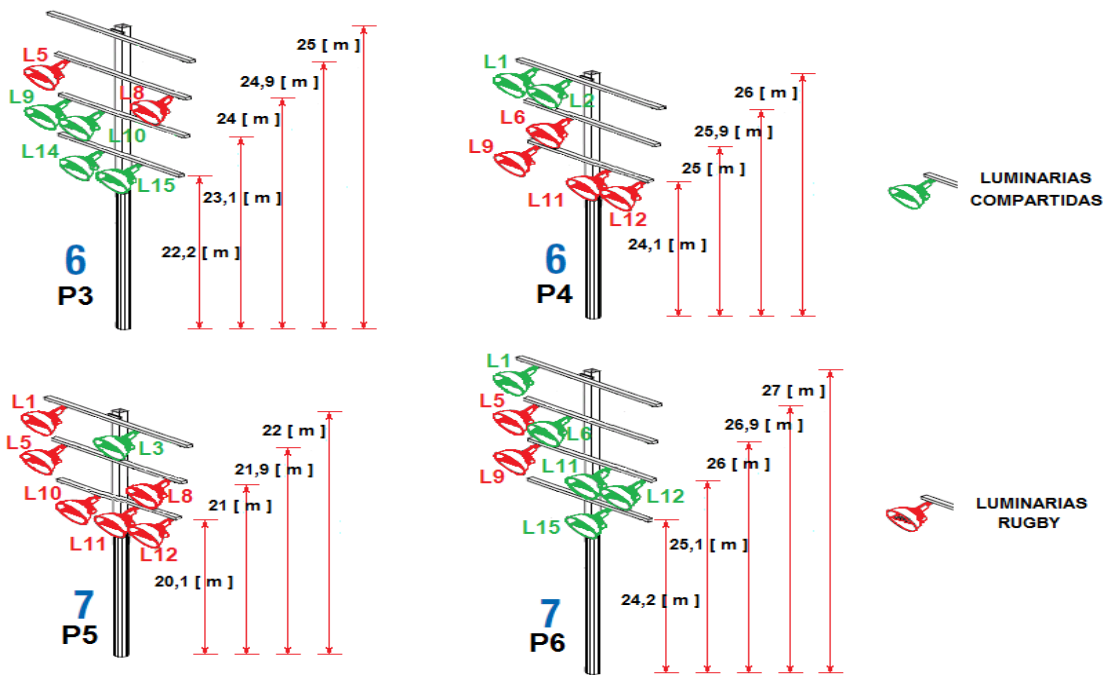 25 [ m ]
L5
24,9 [ m ]
L8
L9
24 [ m ]
L10
L14
L15
23,1 [ m ]
22,2 [ m ]
6
P3
L1
L2
26 [ m ]
L6
25,9 [ m ]
L9
25 [ m ]
L11
L12
24,1 [ m ]
6
P4
LUMINARIAS
COMPARTIDAS
L1
L3
22 [ m ]
L5
21,9 [ m ]
L10
L8
21 [ m ]
L11
L12
20,1 [ m ]
7
P5
L1
27 [ m ]
L5
L6
26,9 [ m ]
L9
L11
26 [ m ]
L12
L15
25,1 [ m ]
24,2 [ m ]
7
P6
LUMINARIAS
RUGBY